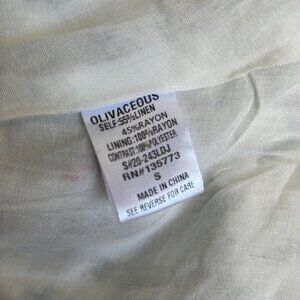 OLIVACEOUS
SELF:55%LINEN
45%RAYON
LINING:100%RAYON
CONTRAST:100%POLYESTER
S#20-243LDJ
RN#135773
S
MADE IN CHINA
SEE REVERSE FOR CARE